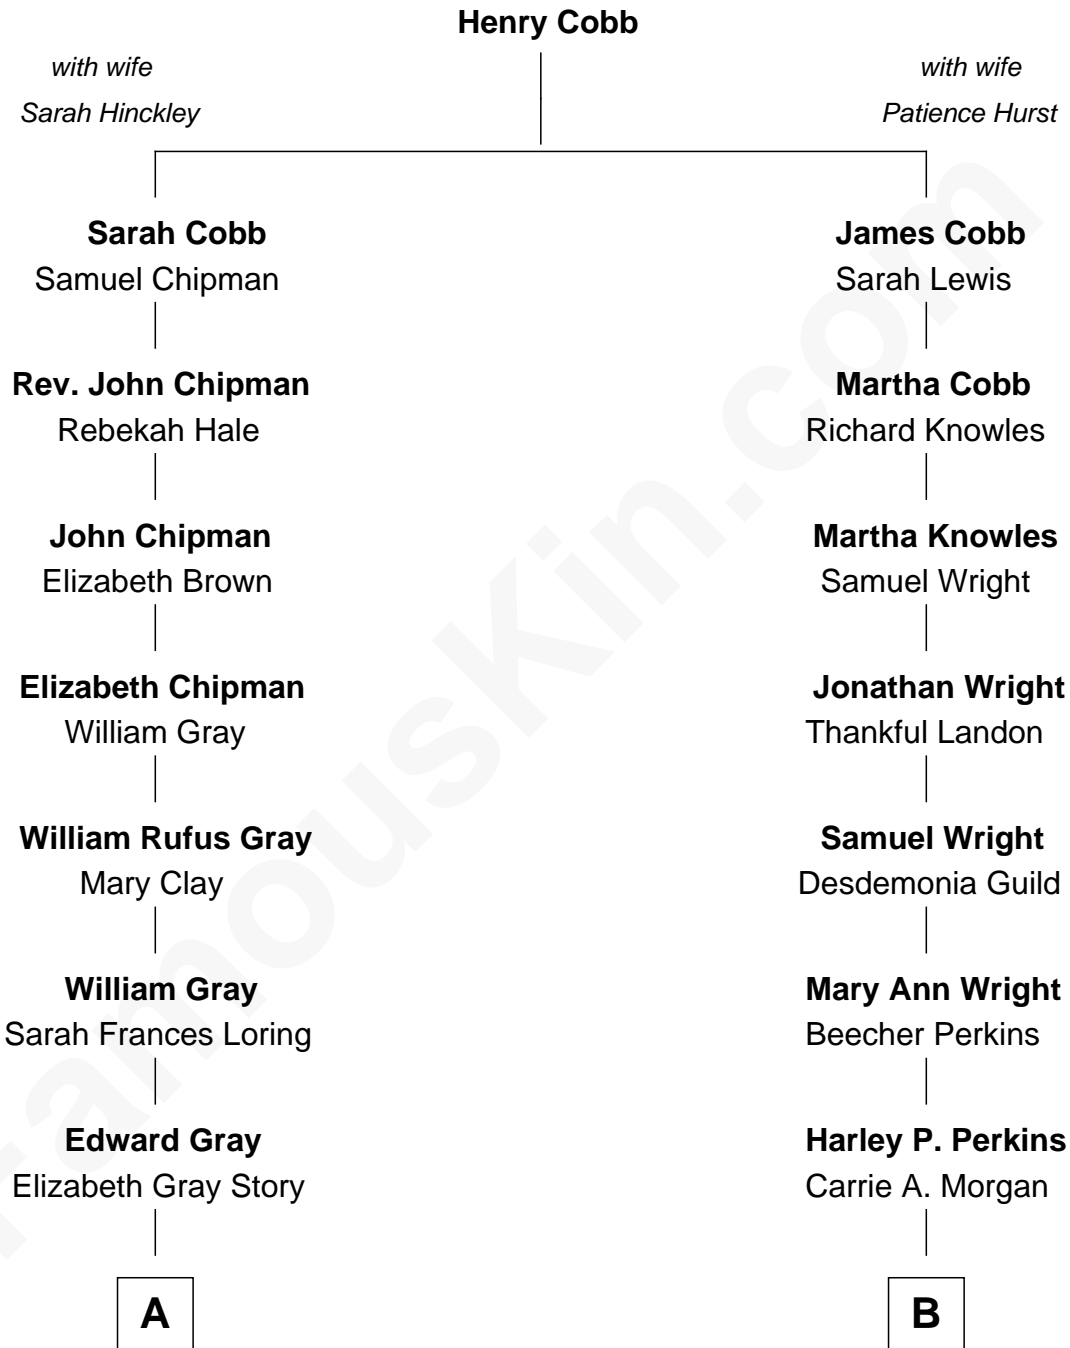 Henry Cobb
with wife
Sarah Hinckley
with wife
Patience Hurst
Sarah Cobb
Samuel Chipman
Rev. John Chipman
Rebekah Hale
John Chipman
Elizabeth Brown
Elizabeth Chipman
William Gray
William Rufus Gray
Mary Clay
William Gray
Sarah Frances Loring
Edward Gray
Elizabeth Gray Story
A
James Cobb
Sarah Lewis
Martha Cobb
Richard Knowles
Martha Knowles
Samuel Wright
Jonathan Wright
Thankful Landon
Samuel Wright
Desdemonia Guild
Mary Ann Wright
Beecher Perkins
Harley P. Perkins
Carrie A. Morgan
B
FamousKin.com